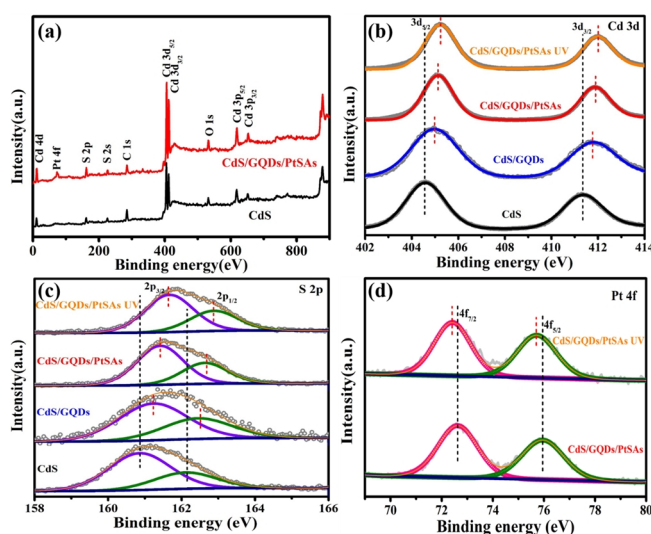 (a)
Cd 4d
Pt 4f
S 2p
S 2s
C 1s
Cd 3d5/2
Cd 3d3/2
O 1s
Cd 3p5/2
Cd 3p3/2
CdS/GQDs/PtSAs
CdS
Intensity(a.u.)
0 200 400 600 800
Binding energy(eV)
(b)
Cd 3d
3d5/2
3d3/2
CdS/GQDs/PtSAs UV
CdS/GQDs/PtSAs
CdS/GQDs
CdS
Intensity(a.u.)
402 404 406 408 410 412 414
Binding energy(eV)
(c)
S 2p
2p3/2
2p1/2
CdS/GQDs/PtSAs UV
CdS/GQDs/PtSAs
CdS/GQDs
CdS
Intensity(a.u.)
158 160 162 164 166
Binding energy (eV)
(d)
Pt 4f
4f7/2
4f5/2
CdS/GQDs/PtSAs UV
CdS/GQDs/PtSAs
Intensity(a.u.)
70 72 74 76 78 80
Binding energy (eV)